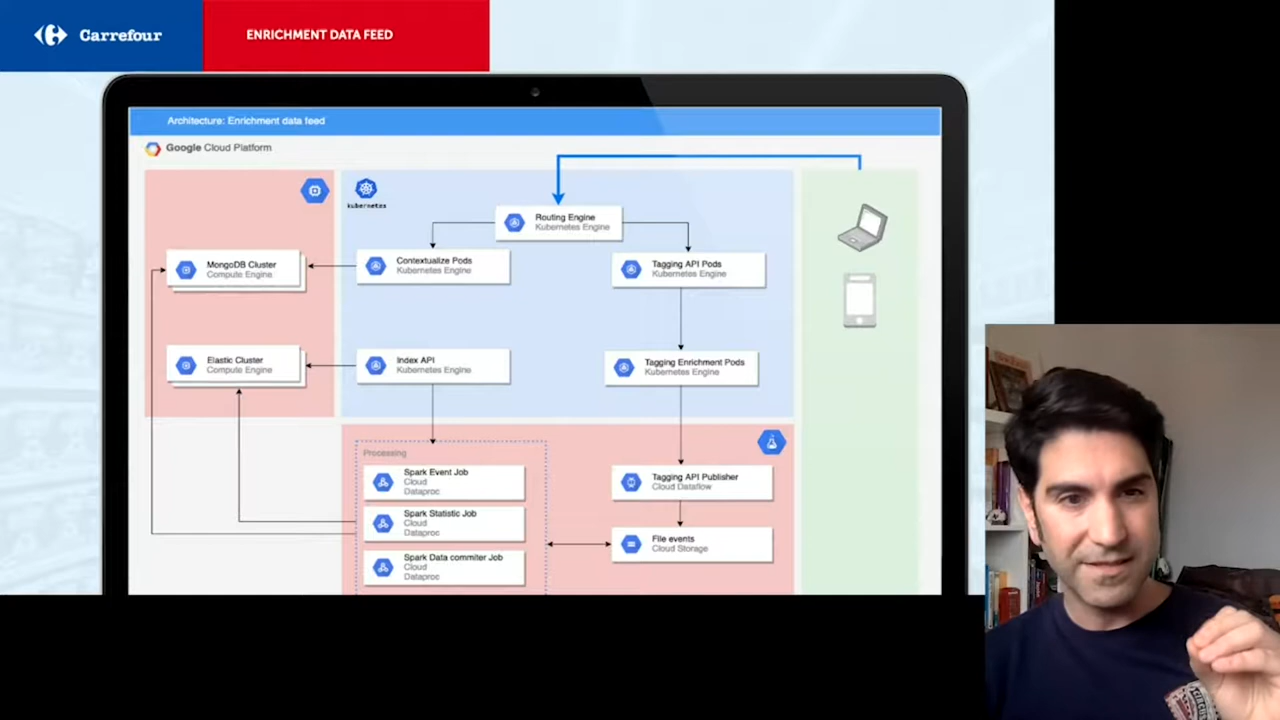 Carrefour
ENRICHMENT DATA FEED
Architecture: Enrichment data feed
Google Cloud Platform
kubernetes
Routing Engine
Kubernetes Engine
MongoDB Cluster
Compute Engine
Contextualize Pods
Kubernetes Engine
Tagging API Pods
Kubernetes Engine
Elastic Cluster
Compute Engine
Index API
Kubernetes Engine
Tagging Enrichment Pods
Kubernetes Engine
Processing
Spark Event Job
Cloud
Dataproc
Spark Statistic Job
Cloud
Dataproc
Spark Data commiter Job
Cloud
Dataproc
Tagging API Publisher
Cloud Dataflow
File events
Cloud Storage